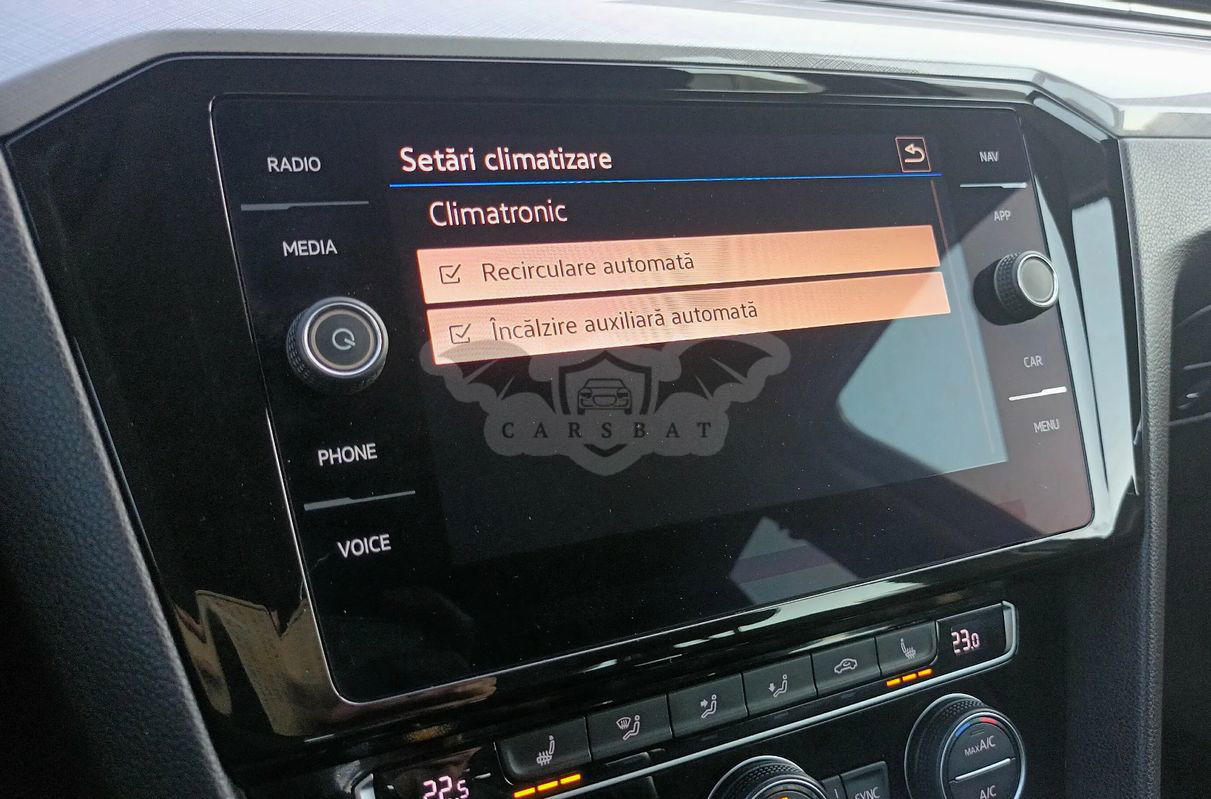 RADIO
Setări climatizare
NAV
MEDIA
Climatronic
APP
Recirculare automată
Încălzire auxiliară automată
CAR
CARSBAT
PHONE
MENU
VOICE
23.0
22.5
MAX A/C
SYNC
A/C